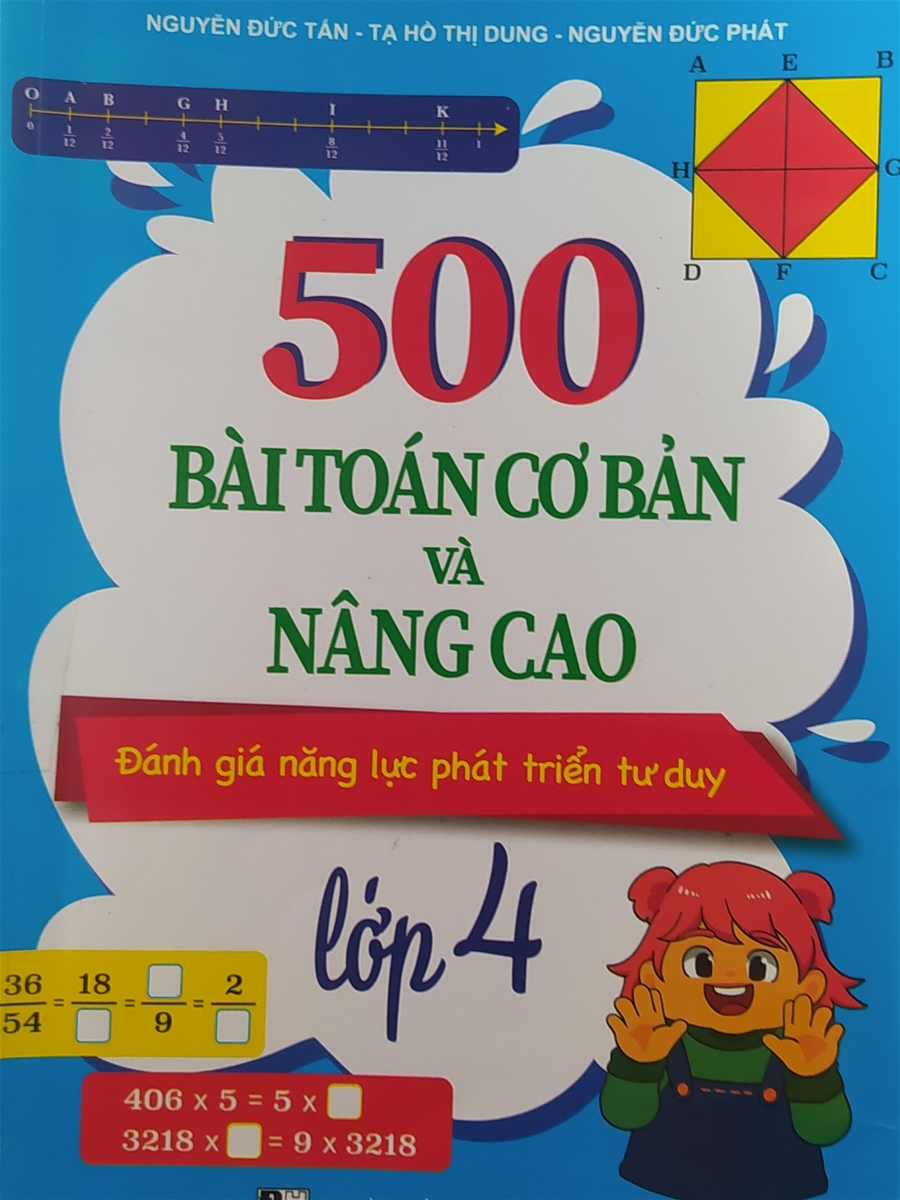 NGUYỄN ĐỨC TẤN - TẠ HỒ THỊ DUNG - NGUYỄN ĐỨC PHÁT
O A B G H I K
0 1/12 2/12 4/12 5/12 8/12 11/12 1
A E B
H G
D F C
500
BÀI TOÁN CƠ BẢN
VÀ
NÂNG CAO
Đánh giá năng lực phát triển tư duy
lớp 4
36/54 = 18/□ = □/9 = 2/□
406 x 5 = 5 x □
3218 x □ = 9 x 3218